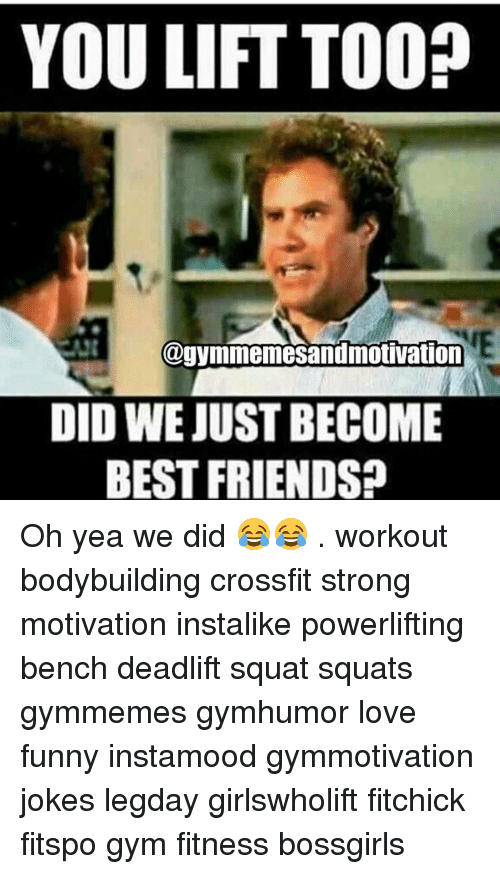 YOU LIFT TOO?
@gymmemesandmotivation
DID WE JUST BECOME
BEST FRIENDS?
Oh yea we did 😂😂 . workout
bodybuilding crossfit strong
motivation instalike powerlifting
bench deadlift squat squats
gymmemes gymhumor love
funny instamood gymmotivation
jokes legday girlswholift fitchick
fitspo gym fitness bossgirls